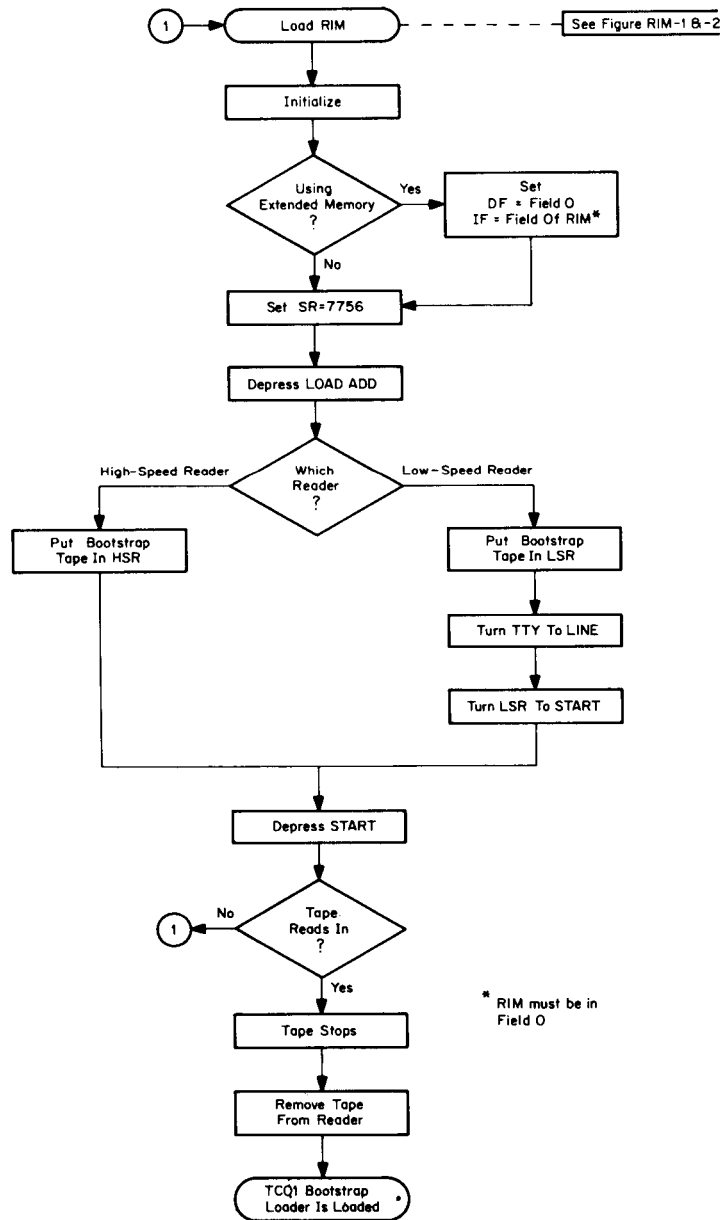 1
Load RIM
See Figure RIM-1 &-2
Initialize
Using
Extended Memory
?
Yes
Set
DF = Field 0
IF = Field Of RIM*
No
Set SR=7756
Depress LOAD ADD
High-Speed Reader
Which
Reader
?
Low-Speed Reader
Put Bootstrap
Tape In HSR
Put Bootstrap
Tape In LSR
Turn TTY To LINE
Turn LSR To START
Depress START
Tape
Reads In
?
No
1
Yes
* RIM must be in
Field 0
Tape Stops
Remove Tape
From Reader
TCQ1 Bootstrap
Loader Is Loaded